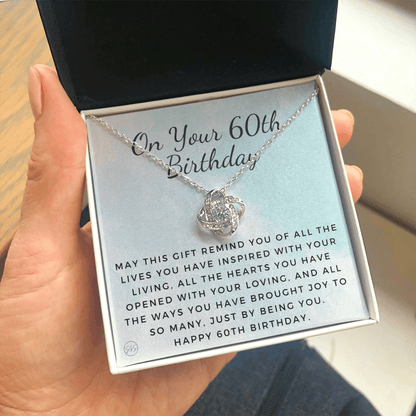 On Your 60th
Birthday
MAY THIS GIFT REMIND YOU OF ALL THE
LIVES YOU HAVE INSPIRED WITH YOUR
LIVING, ALL THE HEARTS YOU HAVE
OPENED WITH YOUR LOVING, AND ALL
THE WAYS YOU HAVE BROUGHT JOY TO
SO MANY, JUST BY BEING YOU.
HAPPY 60TH BIRTHDAY.